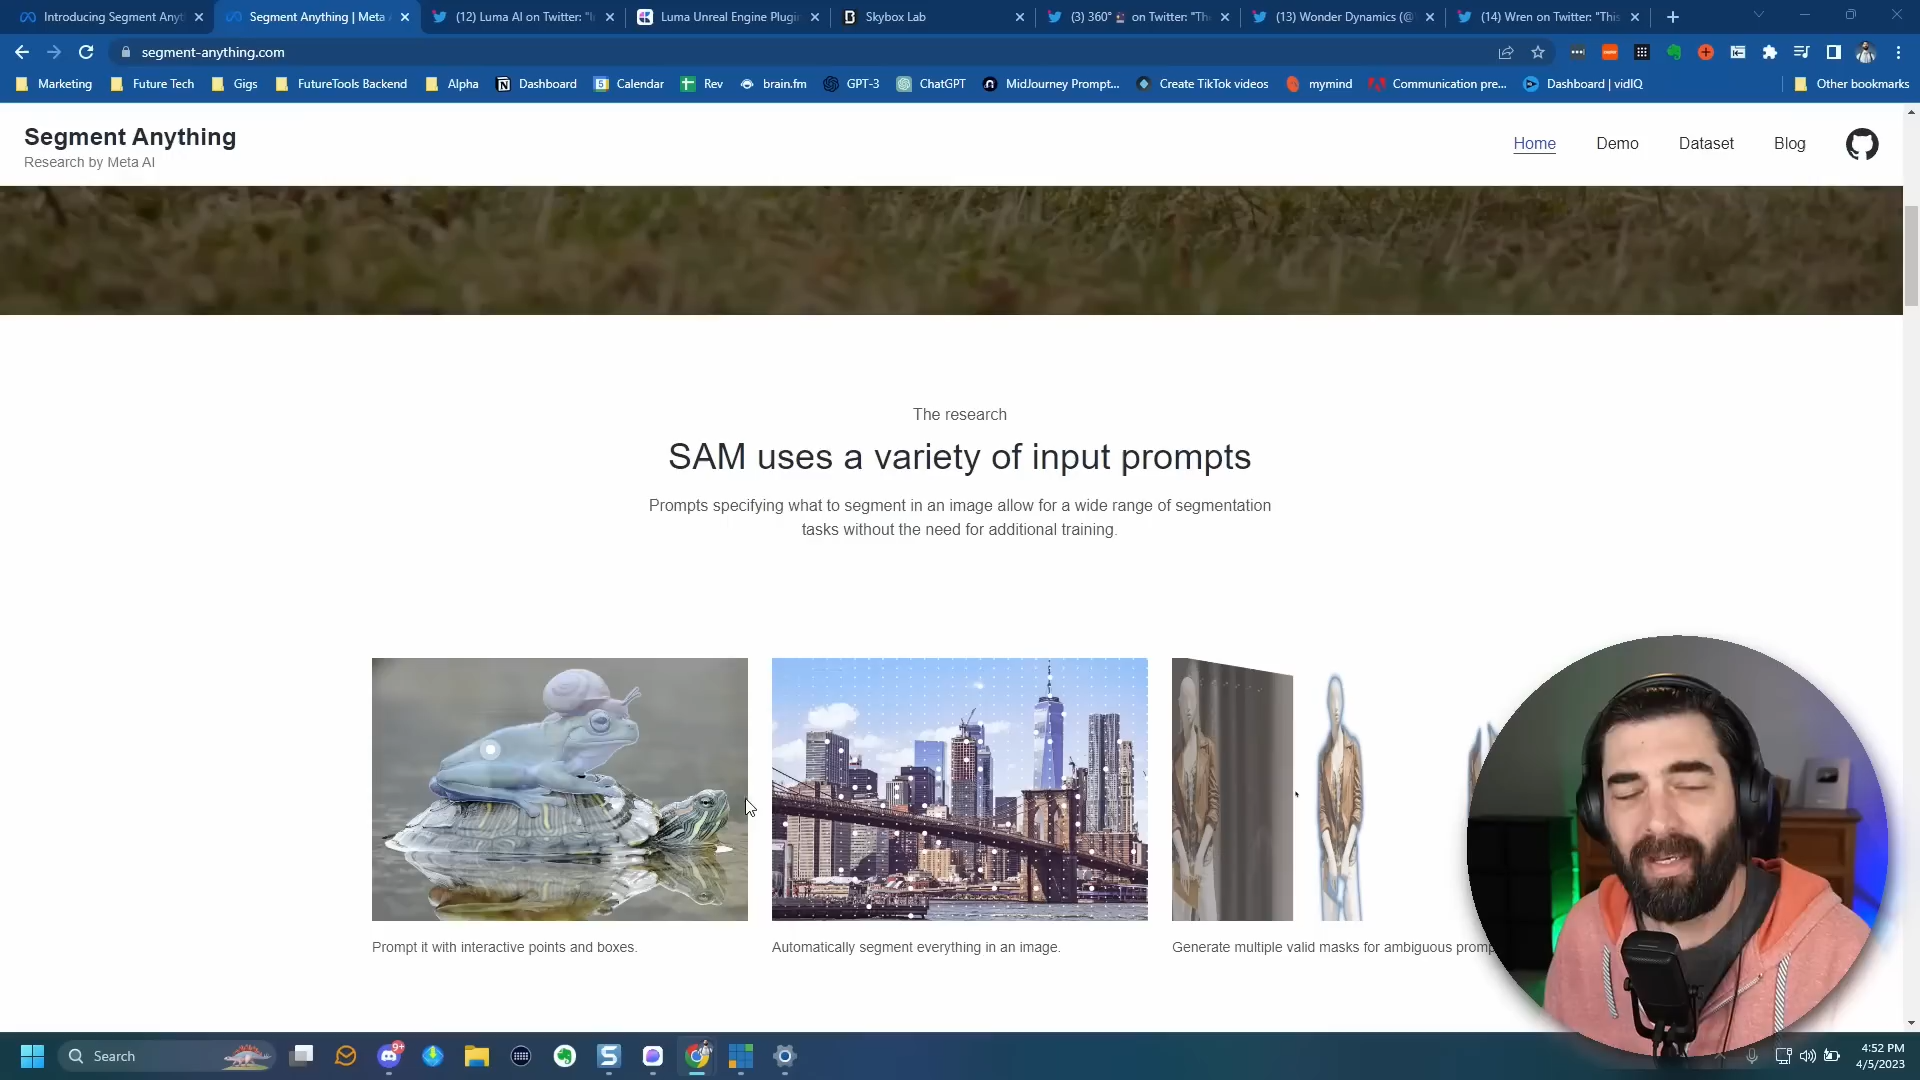 Introducing Segment Anyt
Segment Anything | Meta
(12) Luma AI on Twitter: "I
Luma Unreal Engine Plugi
Skybox Lab
(3) 360° on Twitter: "Th
(13) Wonder Dynamics (@
(14) Wren on Twitter: "This
segment-anything.com
Marketing
Future Tech
Gigs
FutureTools Backend
Alpha
Dashboard
Calendar
Rev
brain.fm
GPT-3
ChatGPT
MidJourney Prompt...
Create TikTok videos
mymind
Communication pre...
Dashboard | vidIQ
Other bookmarks
Segment Anything
Research by Meta AI
Home
Demo
Dataset
Blog
The research
SAM uses a variety of input prompts
Prompts specifying what to segment in an image allow for a wide range of segmentation
tasks without the need for additional training.
Prompt it with interactive points and boxes.
Automatically segment everything in an image.
Generate multiple valid masks for ambiguous promp
Search
9+
4:52 PM
4/5/2023